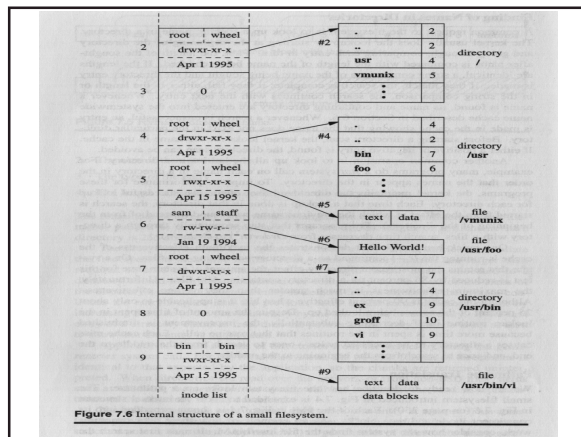 root wheel
2 drwxr-xr-x
Apr 1 1995
3 0
root wheel
4 drwxr-xr-x
Apr 1 1995
root wheel
5 rwxr-xr-x
Apr 15 1995
sam staff
6 rw-rw-r--
Jan 19 1994
root wheel
7 drwxr-xr-x
Apr 1 1995
8 0
bin bin
9 rwxr-xr-x
Apr 15 1995
inode list
#2
. 2
.. 2
usr 4
vmunix 5
directory
/
#4
. 4
.. 2
bin 7
foo 6
directory
/usr
#5
text data
file
/vmunix
#6
Hello World!
file
/usr/foo
#7
. 7
.. 4
ex 9
groff 10
vi 9
directory
/usr/bin
#9
text data
file
/usr/bin/vi
data blocks
Figure 7.6 Internal structure of a small filesystem.